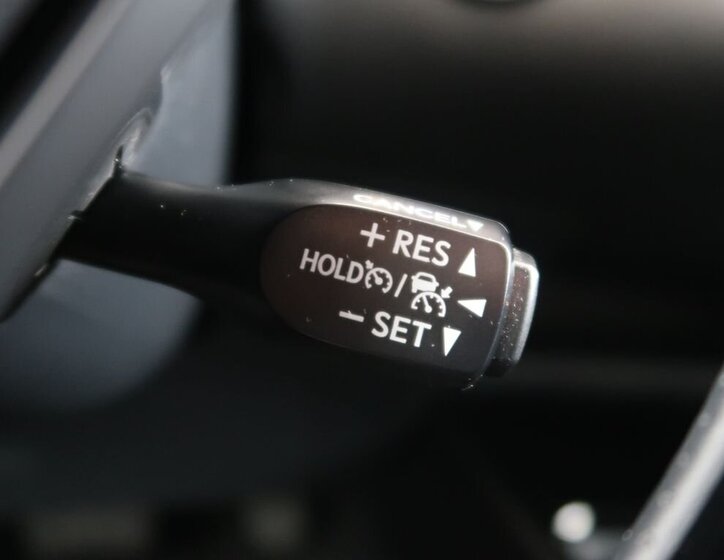 CANCEL▼
+ RES ▲
HOLD / ◀
− SET ▼